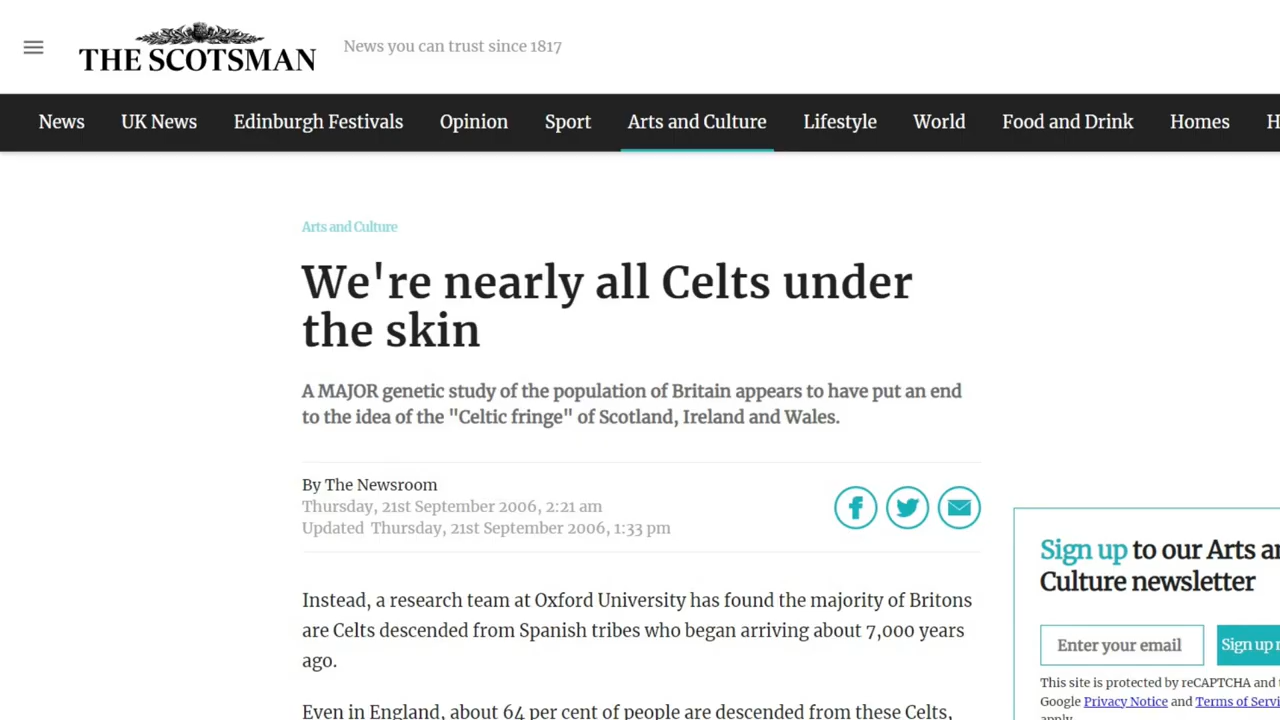 THE SCOTSMAN
News you can trust since 1817
News UK News Edinburgh Festivals Opinion Sport Arts and Culture Lifestyle World Food and Drink Homes H
Arts and Culture
We're nearly all Celts under
the skin
A MAJOR genetic study of the population of Britain appears to have put an end
to the idea of the "Celtic fringe" of Scotland, Ireland and Wales.
By The Newsroom
Thursday, 21st September 2006, 2:21 am
Updated Thursday, 21st September 2006, 1:33 pm
Instead, a research team at Oxford University has found the majority of Britons
are Celts descended from Spanish tribes who began arriving about 7,000 years
ago.
Even in England, about 64 per cent of people are descended from these Celts,
Sign up to our Arts an
Culture newsletter
Enter your email
Sign up
This site is protected by reCAPTCHA and
Google Privacy Notice and Terms of Servi
apply